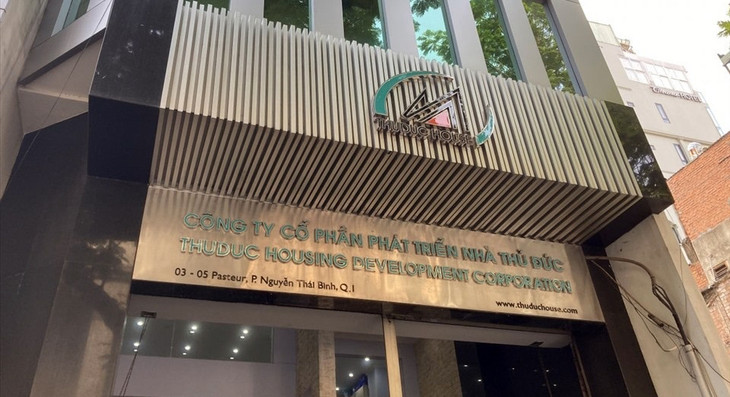 THUDUC HOUSE
CÔNG TY CỔ PHẦN PHÁT TRIỂN NHÀ THỦ ĐỨC
THUDUC HOUSING DEVELOPMENT CORPORATION
03 - 05 Pasteur, P. Nguyễn Thái Bình, Q.1
www.thuduchouse.com